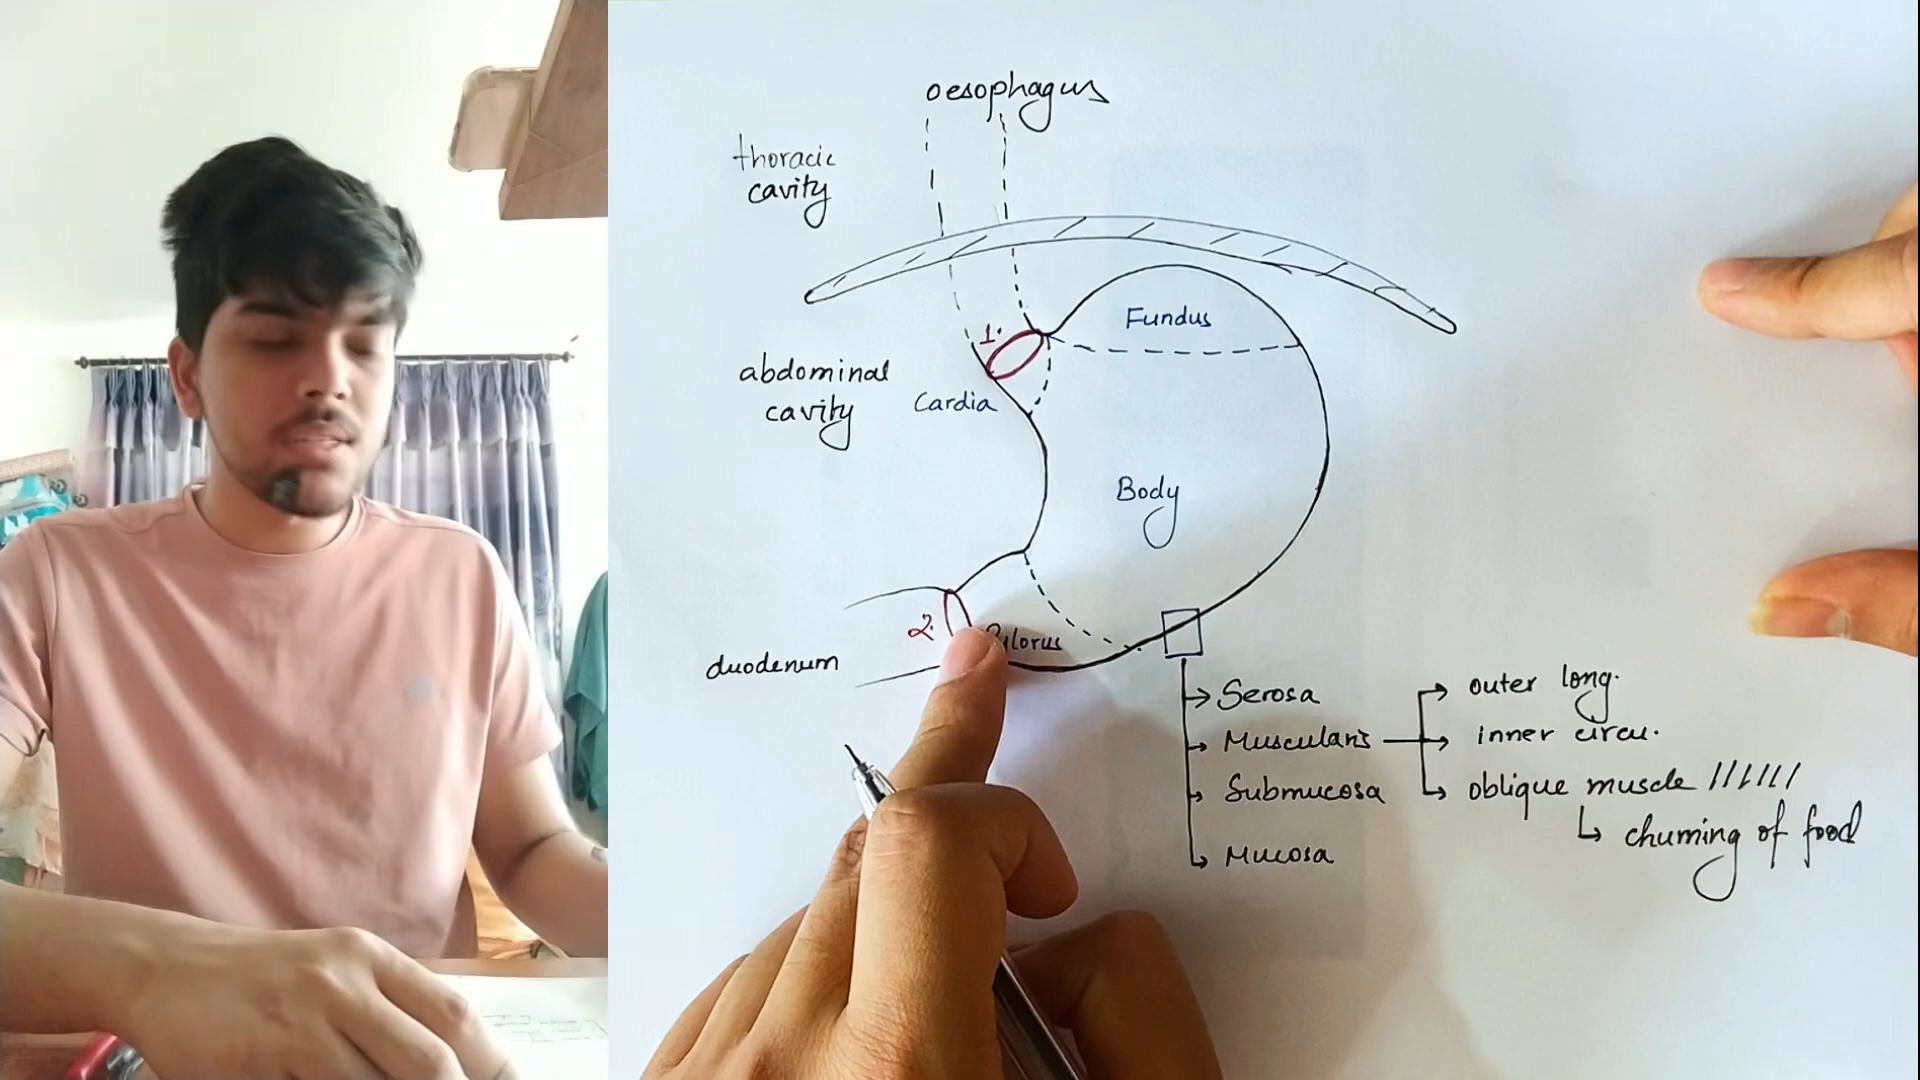 oesophagus
thoracic
cavity
1.
Fundus
abdominal
cavity
Cardia
Body
2.
duodenum
Serosa
outer long.
Muscularis
inner circu.
Submucosa
oblique muscle
churning of food
Mucosa